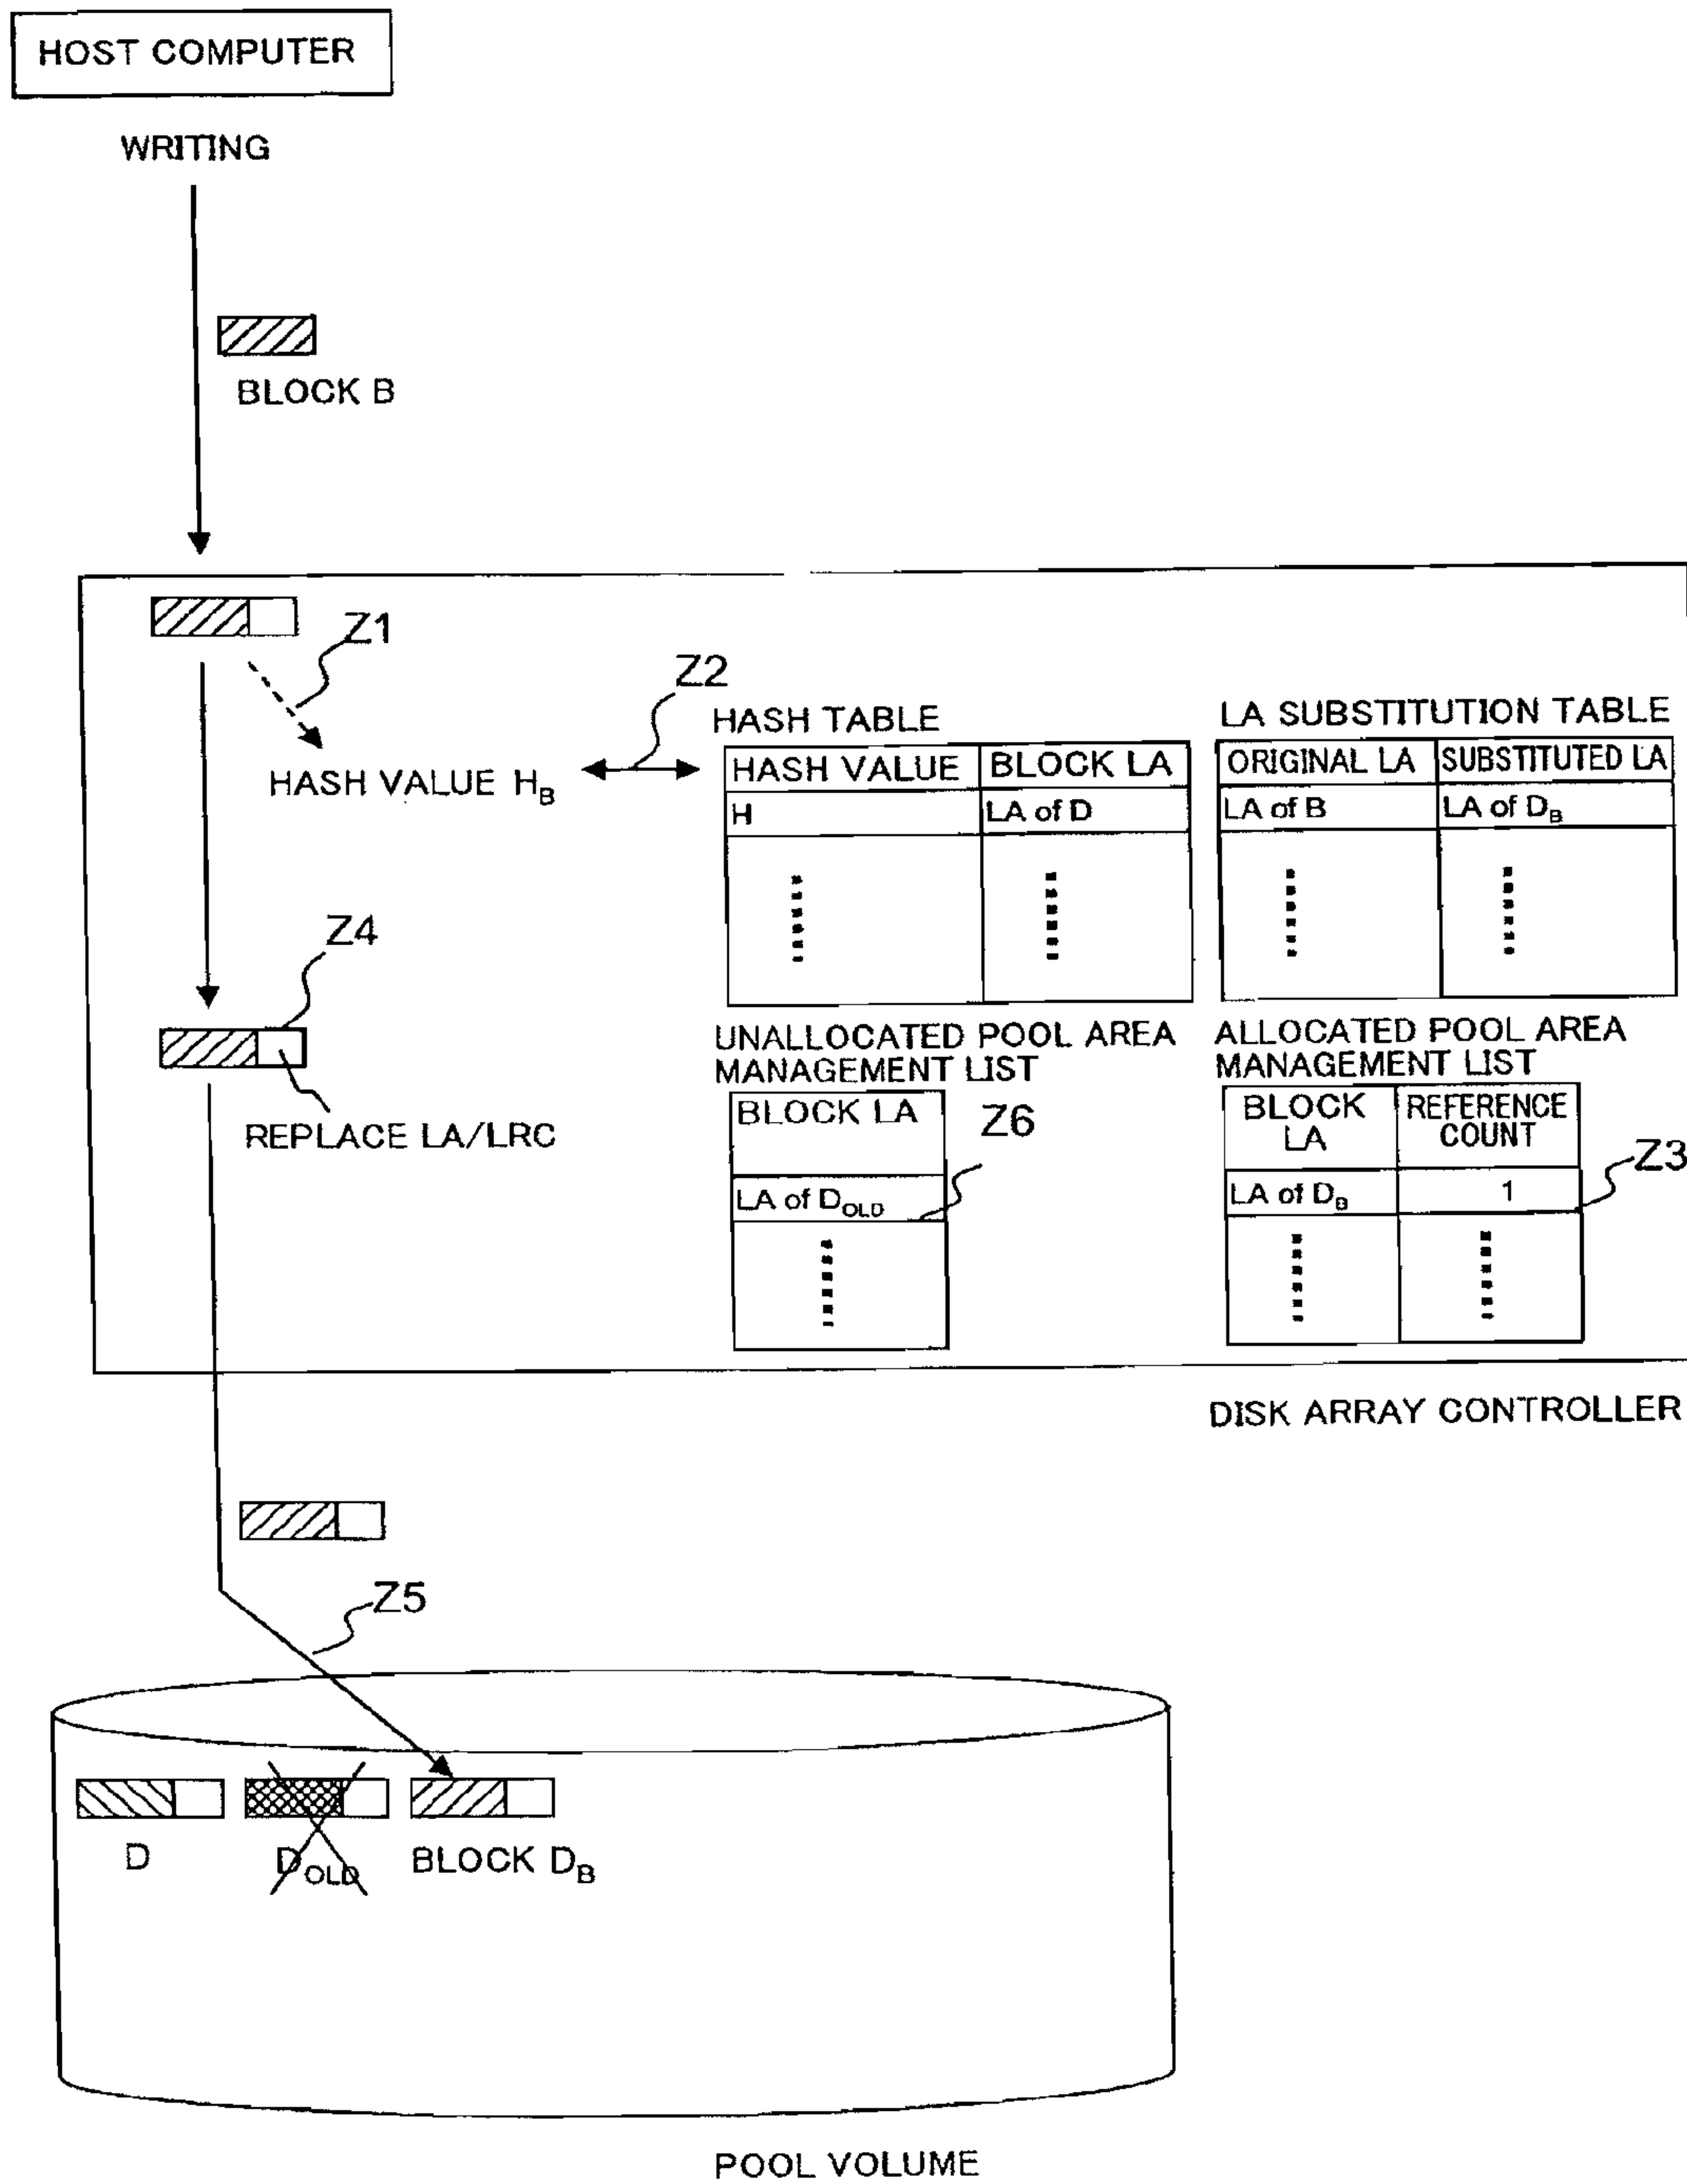 HOST COMPUTER
WRITING
BLOCK B
Z1
Z2
HASH VALUE H_B
HASH TABLE
HASH VALUE BLOCK LA
H LA of D
LA SUBSTITUTION TABLE
ORIGINAL LA SUBSTITUTED LA
LA of B LA of D_B
Z4
REPLACE LA/LRC
UNALLOCATED POOL AREA
MANAGEMENT LIST
BLOCK LA
Z6
LA of D_OLD
ALLOCATED POOL AREA
MANAGEMENT LIST
BLOCK LA REFERENCE COUNT
Z3
LA of D_B 1
DISK ARRAY CONTROLLER
Z5
D
D_OLD
BLOCK D_B
POOL VOLUME